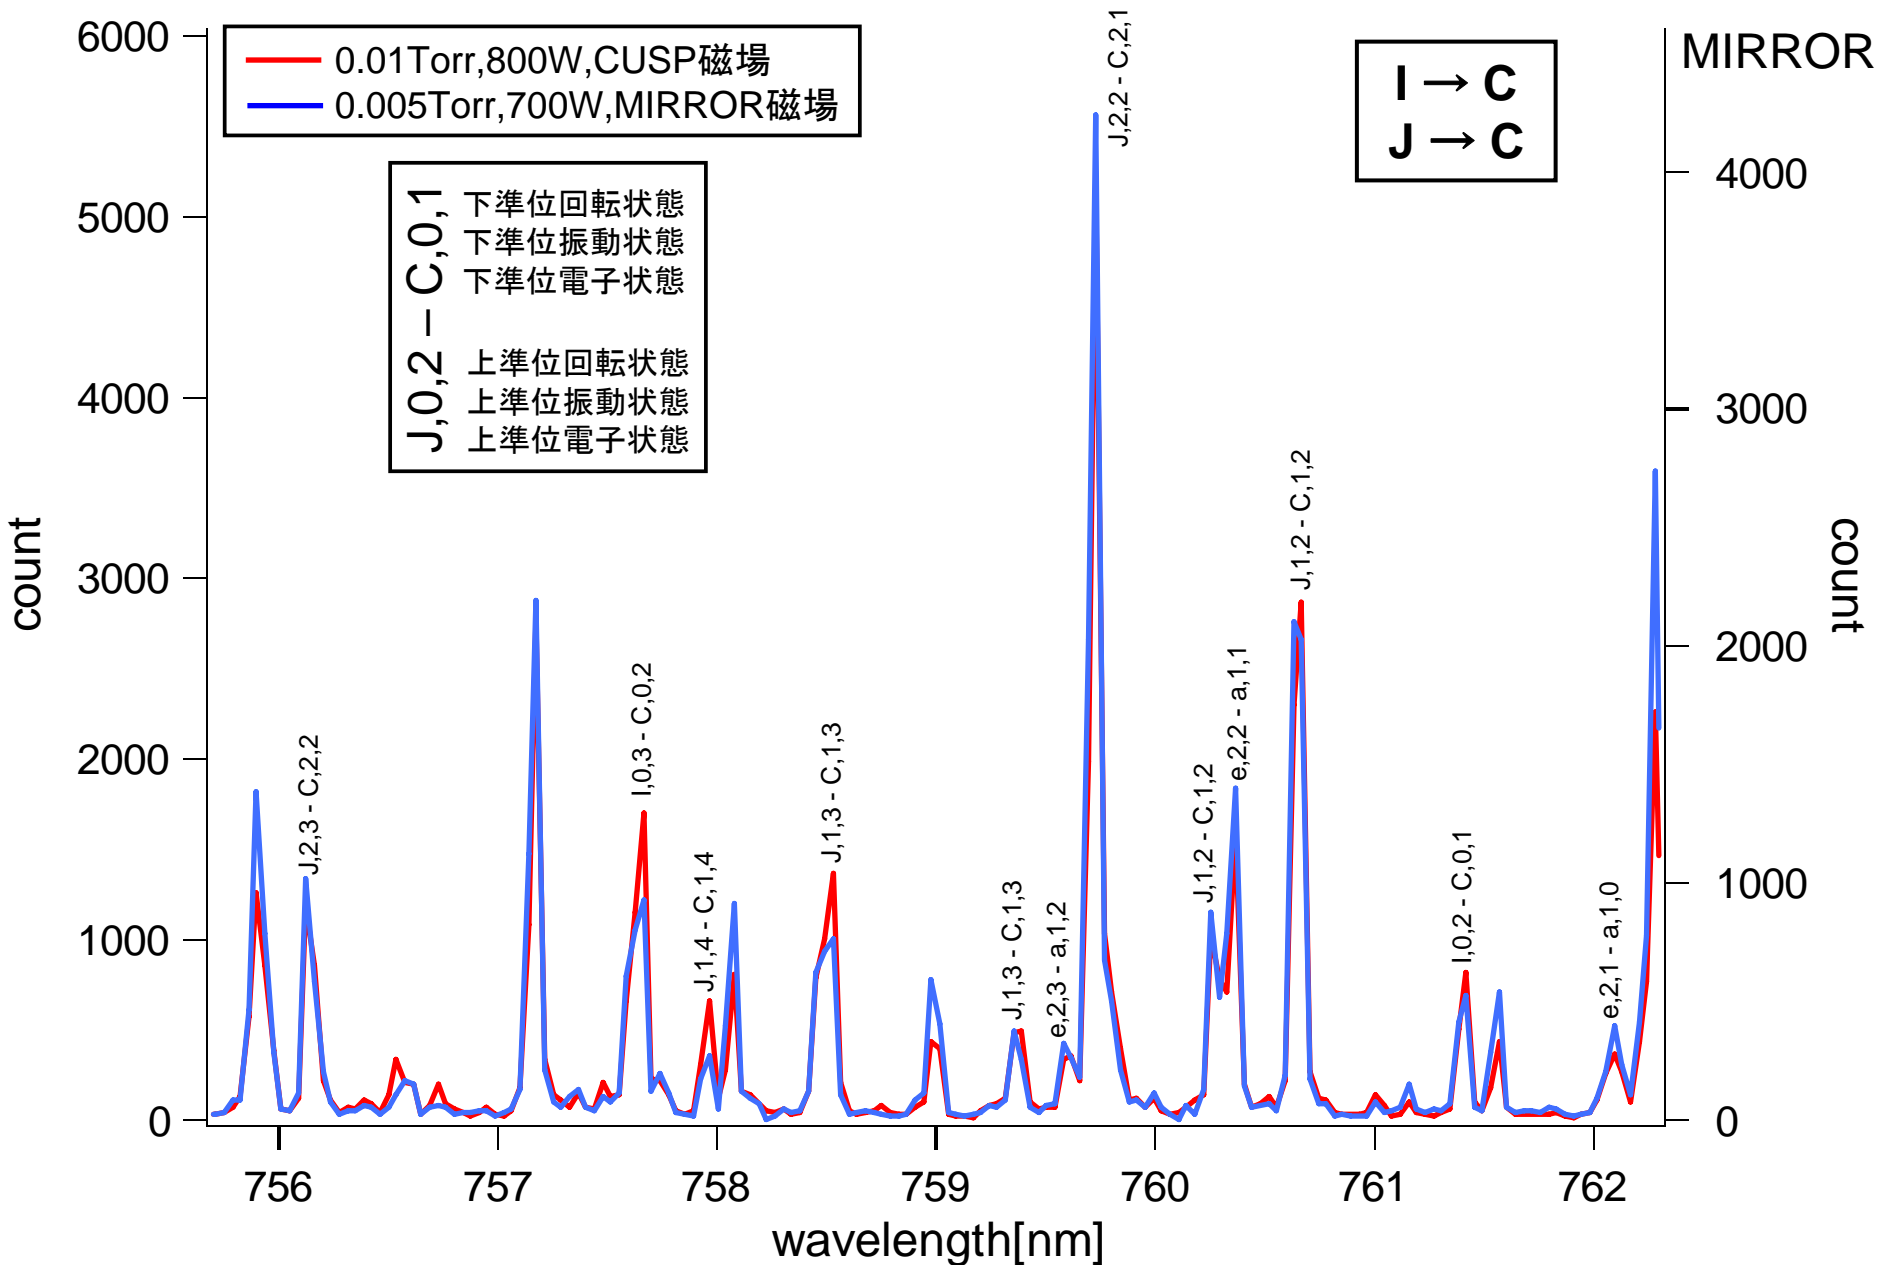 0.01Torr,800W,CUSP磁場
0.005Torr,700W,MIRROR磁場
J,0,2 – C,0,1
下準位回転状態
下準位振動状態
下準位電子状態
上準位回転状態
上準位振動状態
上準位電子状態
I → C
J → C
MIRROR
6000
5000
4000
3000
2000
1000
0
count
4000
3000
2000
1000
0
count
J,2,3 - C,2,2
I,0,3 - C,0,2
J,1,4 - C,1,4
J,1,3 - C,1,3
J,1,3 - C,1,3
e,2,3 - a,1,2
J,2,2 - C,2,1
J,1,2 - C,1,2
e,2,2 - a,1,1
J,1,2 - C,1,2
I,0,2 - C,0,1
e,2,1 - a,1,0
756
757
758
759
760
761
762
wavelength[nm]